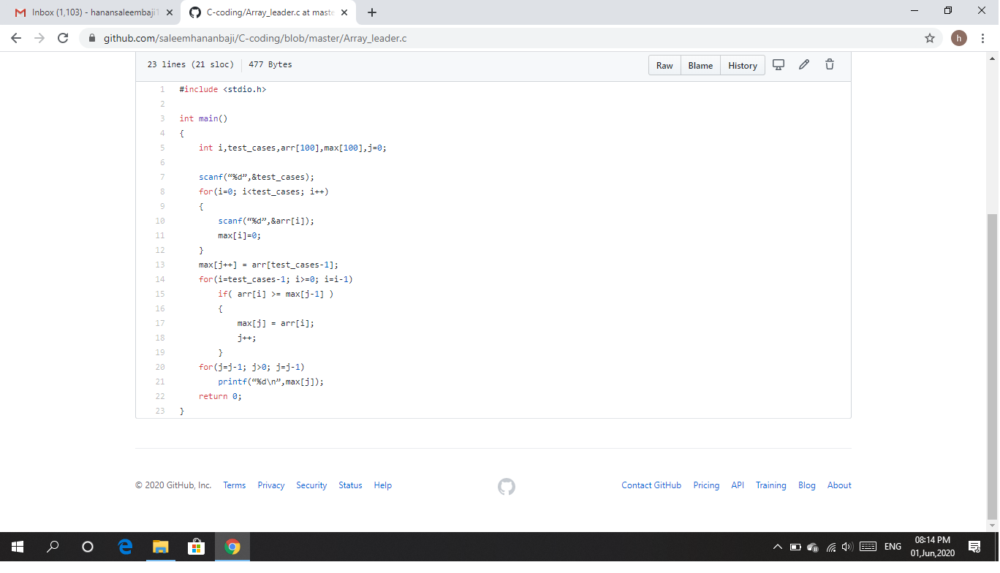 Inbox (1,103) - hanansaleembaji1
C-coding/Array_leader.c at maste
github.com/saleemhananbaji/C-coding/blob/master/Array_leader.c
h
23 lines (21 sloc) 477 Bytes
Raw Blame History
1 #include <stdio.h>
2
3 int main()
4 {
5 int i,test_cases,arr[100],max[100],j=0;
6
7 scanf(“%d”,&test_cases);
8 for(i=0; i<test_cases; i++)
9 {
10 scanf(“%d”,&arr[i]);
11 max[i]=0;
12 }
13 max[j++] = arr[test_cases-1];
14 for(i=test_cases-1; i>=0; i=i-1)
15 if( arr[i] >= max[j-1] )
16 {
17 max[j] = arr[i];
18 j++;
19 }
20 for(j=j-1; j>0; j=j-1)
21 printf(“%d\n”,max[j]);
22 return 0;
23 }
© 2020 GitHub, Inc. Terms Privacy Security Status Help
Contact GitHub Pricing API Training Blog About
ENG
08:14 PM
01,Jun,2020